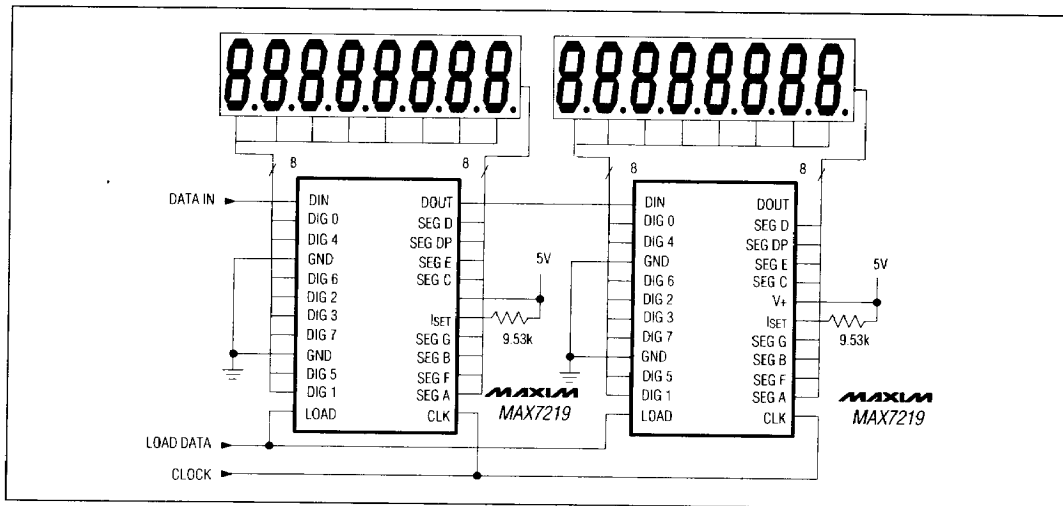 8.8.8.8.8.8.8.8.
8.8.8.8.8.8.8.8.
8
8
8
8
DATA IN
DIN
DIG 0
DIG 4
GND
DIG 6
DIG 2
DIG 3
DIG 7
GND
DIG 5
DIG 1
LOAD
DOUT
SEG D
SEG DP
SEG E
SEG C
ISET
SEG G
SEG B
SEG F
SEG A
CLK
5V
9.53k
MAXIM
MAX7219
DIN
DIG 0
DIG 4
GND
DIG 6
DIG 2
DIG 3
DIG 7
GND
DIG 5
DIG 1
LOAD
DOUT
SEG D
SEG DP
SEG E
SEG C
V+
ISET
SEG G
SEG B
SEG F
SEG A
CLK
5V
9.53k
MAXIM
MAX7219
LOAD DATA
CLOCK